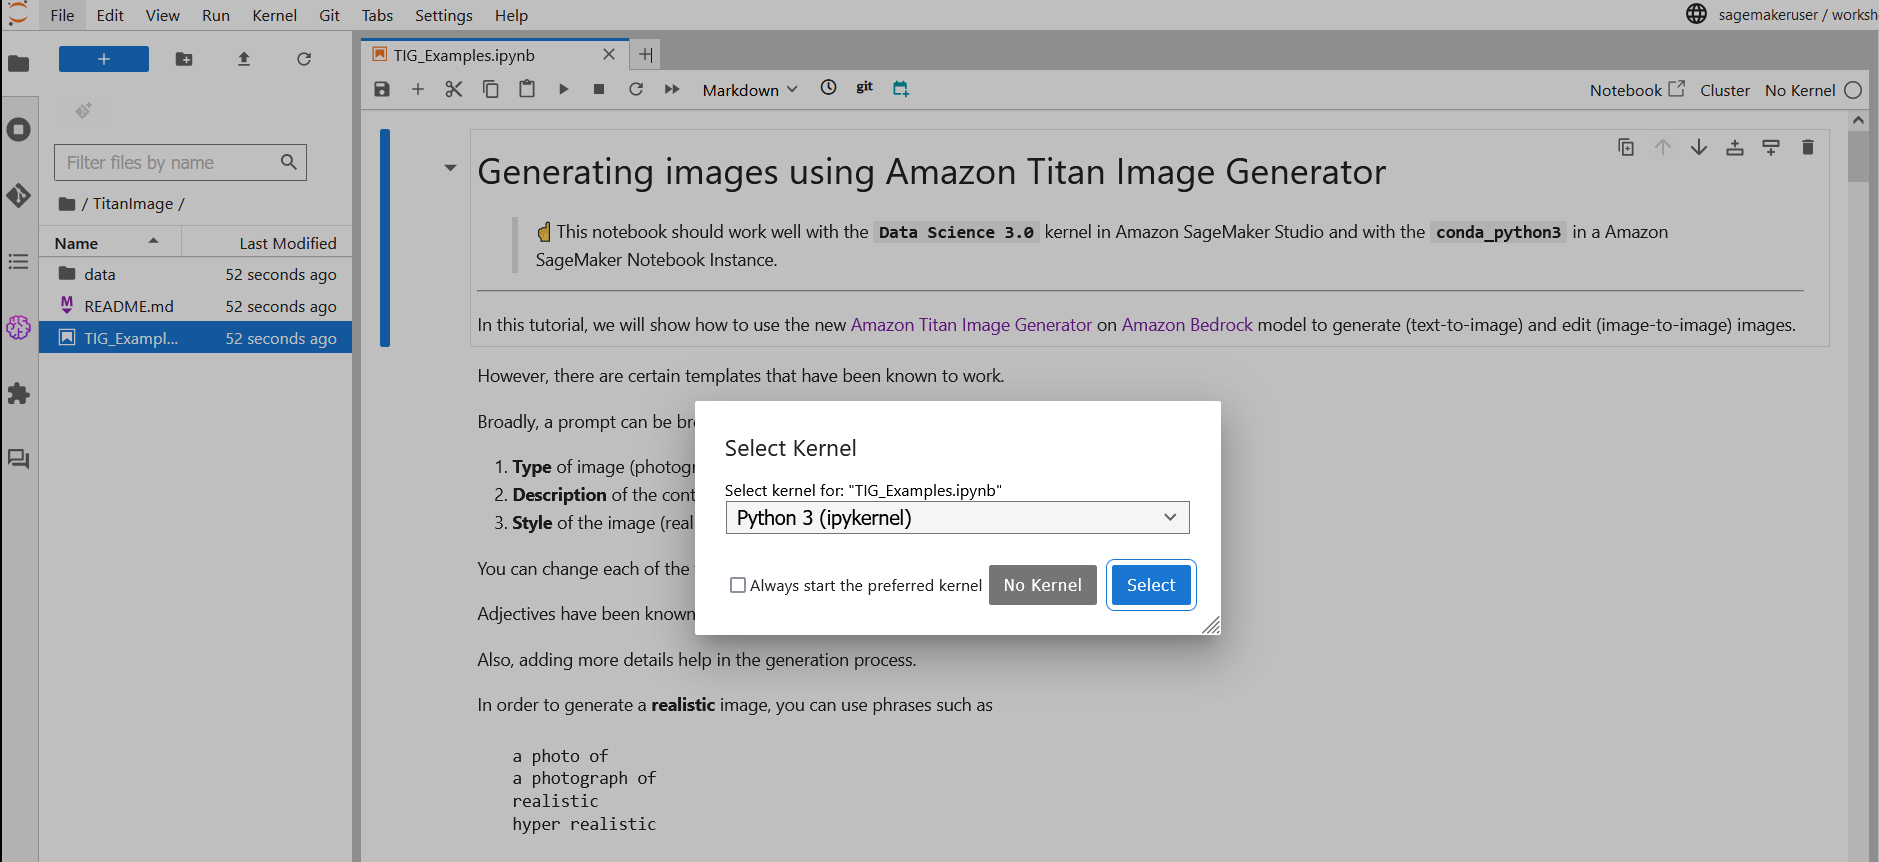 File Edit View Run Kernel Git Tabs Settings Help
sagemakeruser / worksh
TIG_Examples.ipynb
Markdown
git
Notebook
Cluster
No Kernel
Filter files by name
/ TitanImage /
Name Last Modified
data 52 seconds ago
README.md 52 seconds ago
TIG_Exampl... 52 seconds ago
Generating images using Amazon Titan Image Generator
☝This notebook should work well with the Data Science 3.0 kernel in Amazon SageMaker Studio and with the conda_python3 in a Amazon
SageMaker Notebook Instance.
In this tutorial, we will show how to use the new Amazon Titan Image Generator on Amazon Bedrock model to generate (text-to-image) and edit (image-to-image) images.
However, there are certain templates that have been known to work.
Broadly, a prompt can be br
1. Type of image (photogr
2. Description of the cont
3. Style of the image (real
You can change each of the
Adjectives have been known
Also, adding more details help in the generation process.
In order to generate a realistic image, you can use phrases such as
a photo of
a photograph of
realistic
hyper realistic
Select Kernel
Select kernel for: "TIG_Examples.ipynb"
Python 3 (ipykernel)
Always start the preferred kernel
No Kernel
Select